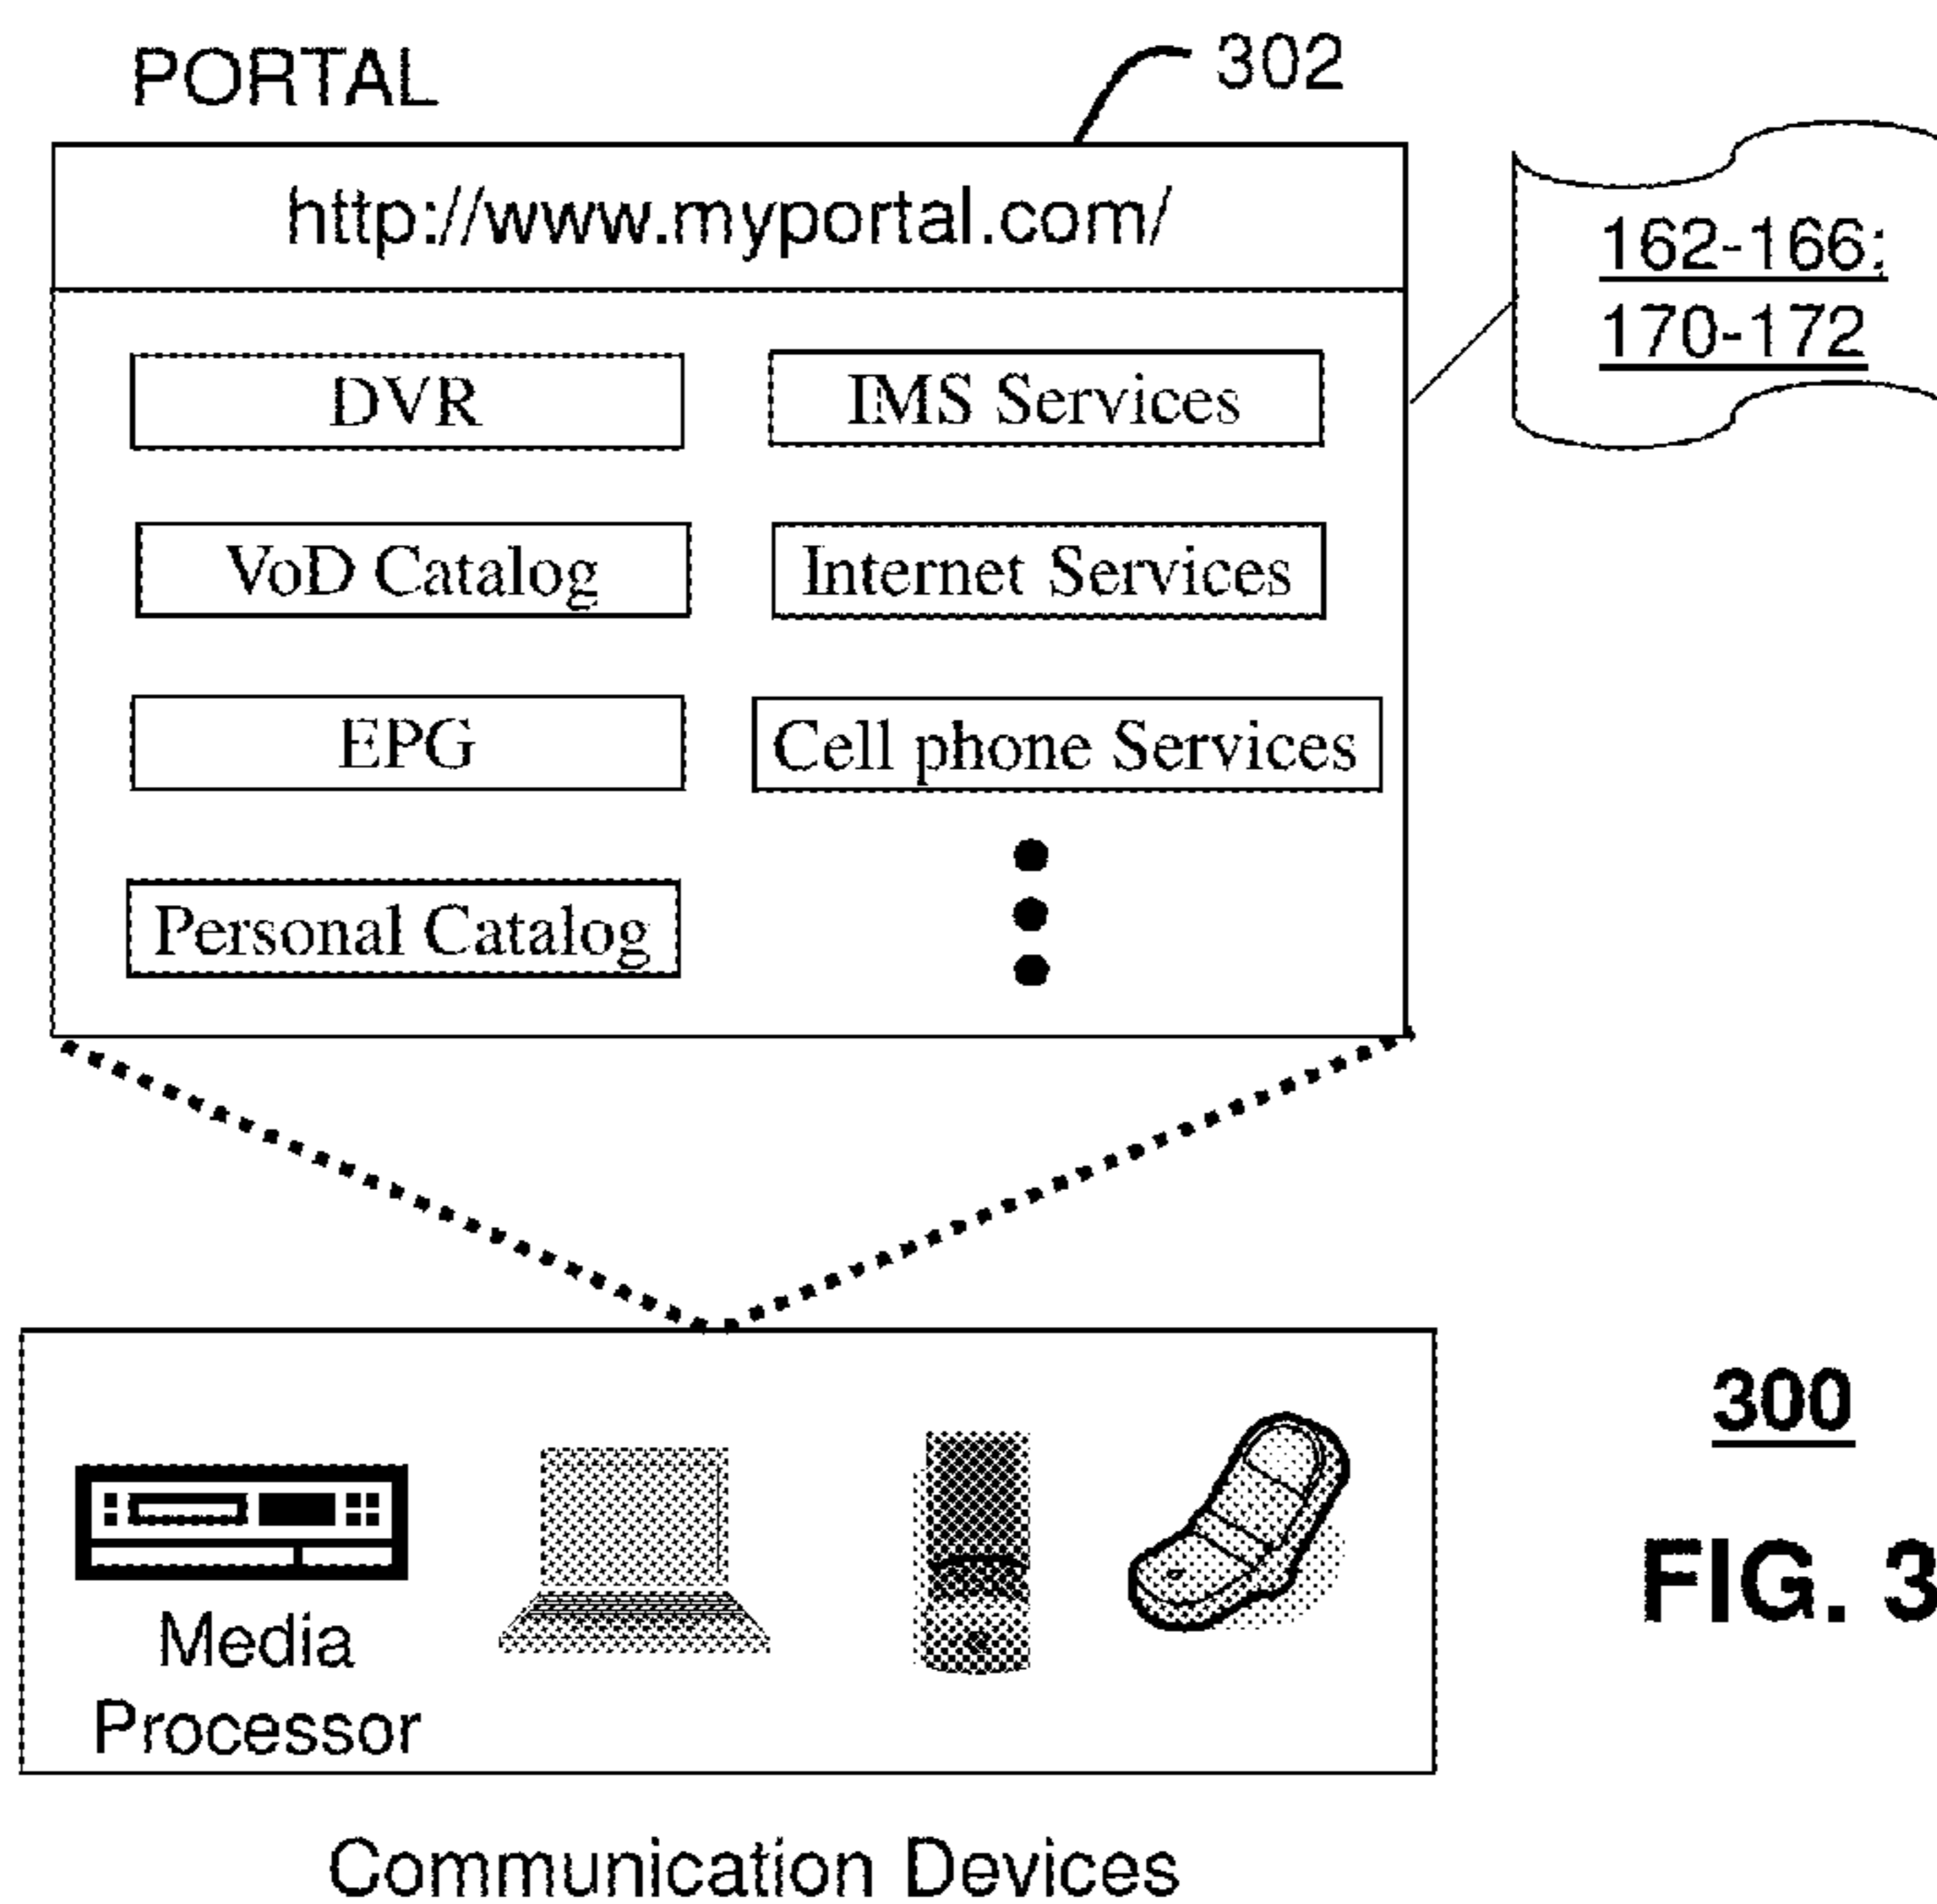 PORTAL
302
http://www.myportal.com/
162-166;
170-172
DVR
IMS Services
VoD Catalog
Internet Services
EPG
Cell phone Services
Personal Catalog
300
FIG. 3
Media
Processor
Communication Devices